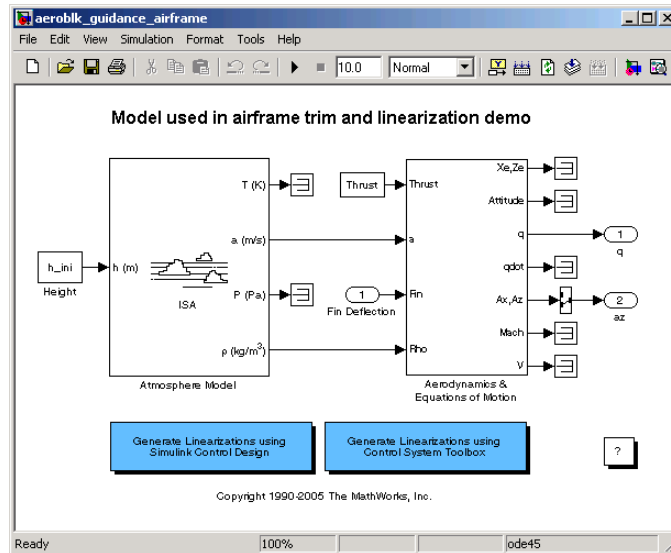 aeroblk_guidance_airframe
File Edit View Simulation Format Tools Help
10.0 Normal
Model used in airframe trim and linearization demo
T (K)
a (m/s)
h (m)
ISA
P (Pa)
ρ (kg/m³)
h_ini
Height
Atmosphere Model
Thrust
Thrust
a
1
Fin Deflection
Fin
Rho
Xe,Ze
Attitude
q
1
q
qdot
Ax,Az
2
az
Mach
V
Aerodynamics &
Equations of Motion
Generate Linearizations using
Simulink Control Design
Generate Linearizations using
Control System Toolbox
?
Copyright 1990-2005 The MathWorks, Inc.
Ready 100% ode45